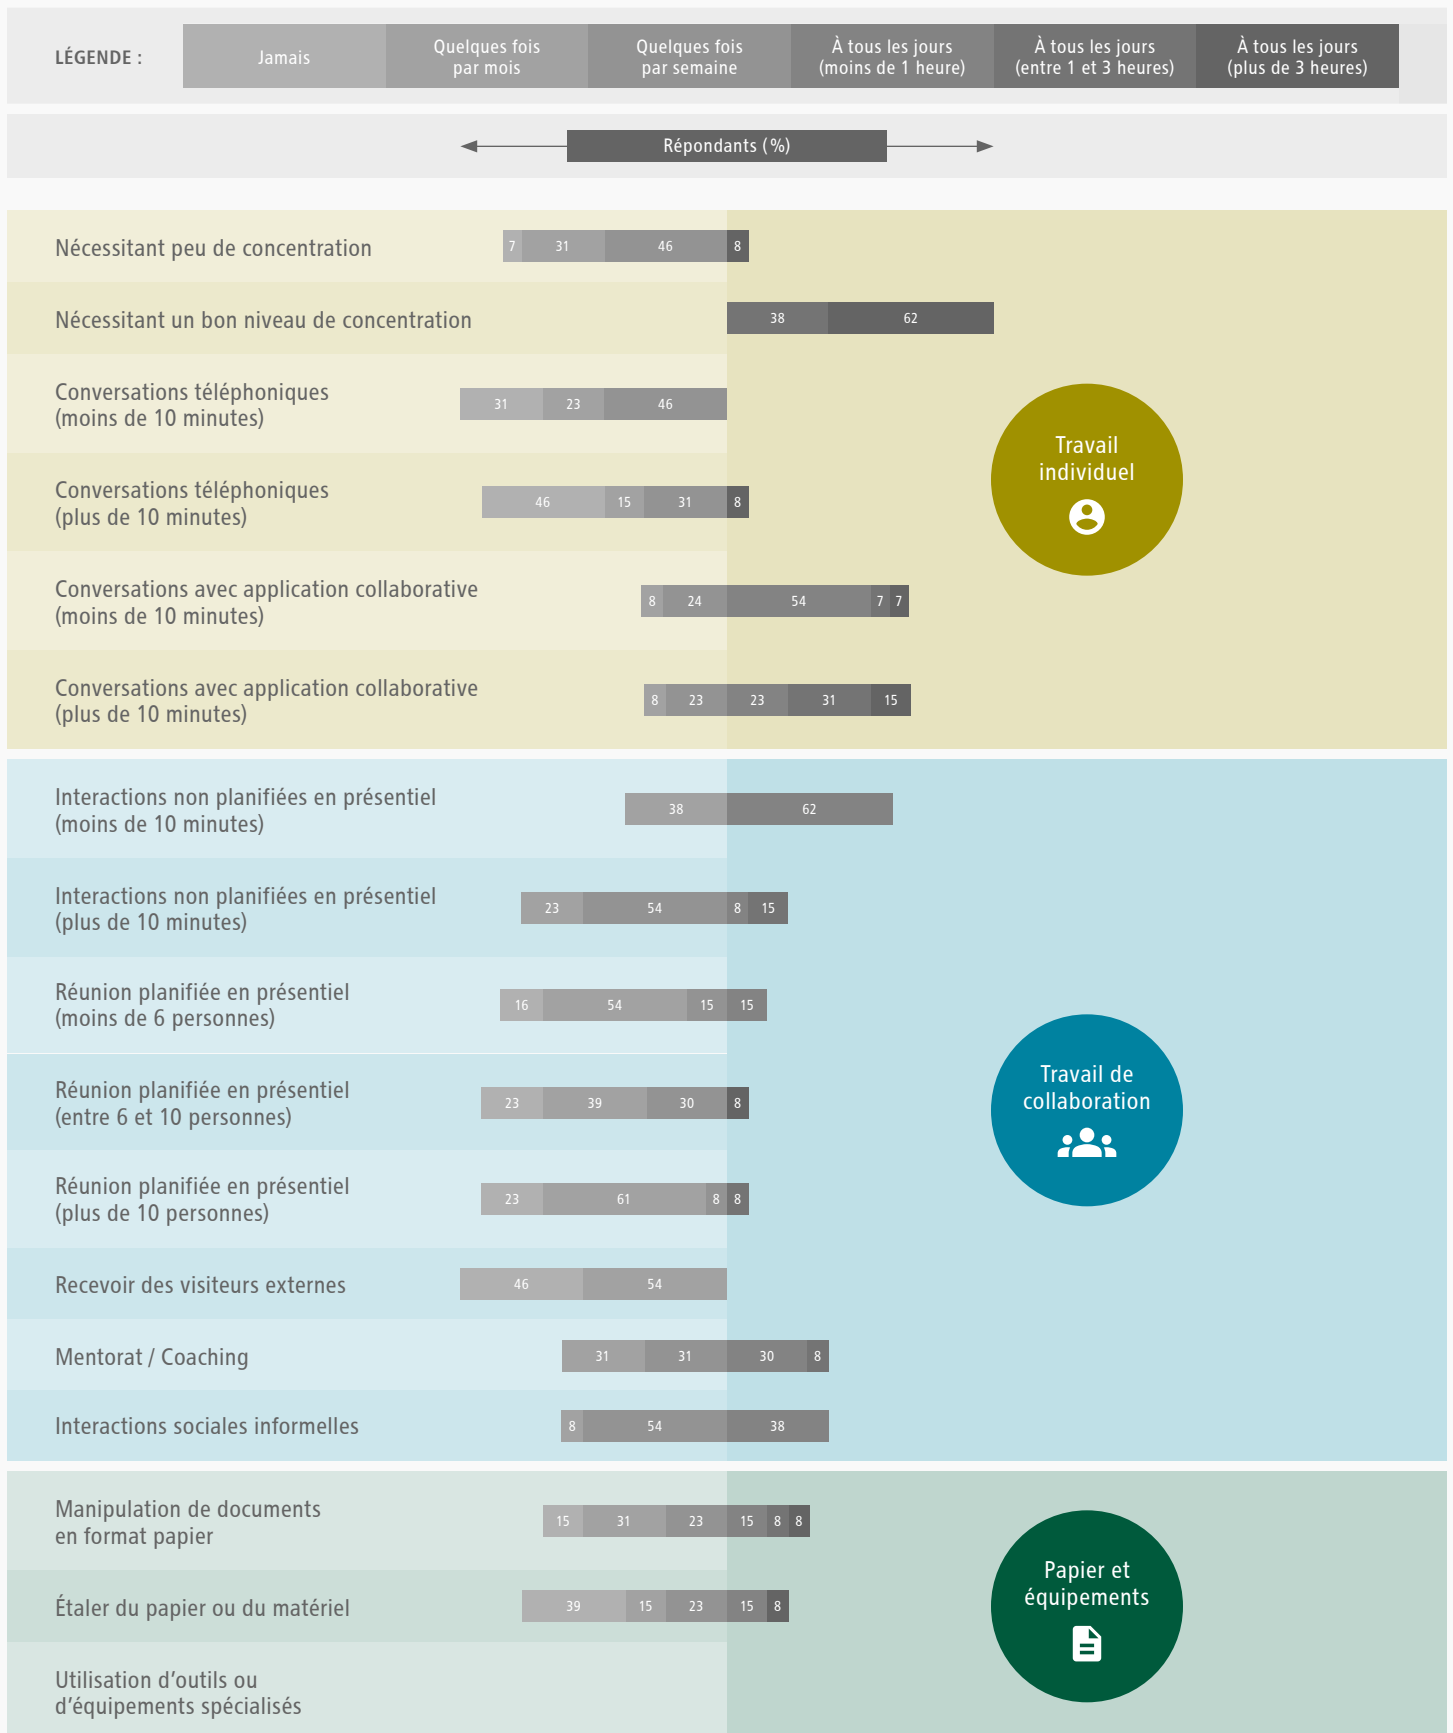 LÉGENDE :
Jamais
Quelques fois
par mois
Quelques fois
par semaine
À tous les jours
(moins de 1 heure)
À tous les jours
(entre 1 et 3 heures)
À tous les jours
(plus de 3 heures)
Répondants (%)
Nécessitant peu de concentration
7 31 46 8
Nécessitant un bon niveau de concentration
38 62
Conversations téléphoniques
(moins de 10 minutes)
31 23 46
Conversations téléphoniques
(plus de 10 minutes)
46 15 31 8
Conversations avec application collaborative
(moins de 10 minutes)
8 24 54 7 7
Conversations avec application collaborative
(plus de 10 minutes)
8 23 23 31 15
Travail
individuel
Interactions non planifiées en présentiel
(moins de 10 minutes)
38 62
Interactions non planifiées en présentiel
(plus de 10 minutes)
23 54 8 15
Réunion planifiée en présentiel
(moins de 6 personnes)
16 54 15 15
Réunion planifiée en présentiel
(entre 6 et 10 personnes)
23 39 30 8
Réunion planifiée en présentiel
(plus de 10 personnes)
23 61 8 8
Recevoir des visiteurs externes
46 54
Mentorat / Coaching
31 31 30 8
Interactions sociales informelles
8 54 38
Travail de
collaboration
Manipulation de documents
en format papier
15 31 23 15 8 8
Étaler du papier ou du matériel
39 15 23 15 8
Utilisation d’outils ou
d’équipements spécialisés
Papier et
équipements